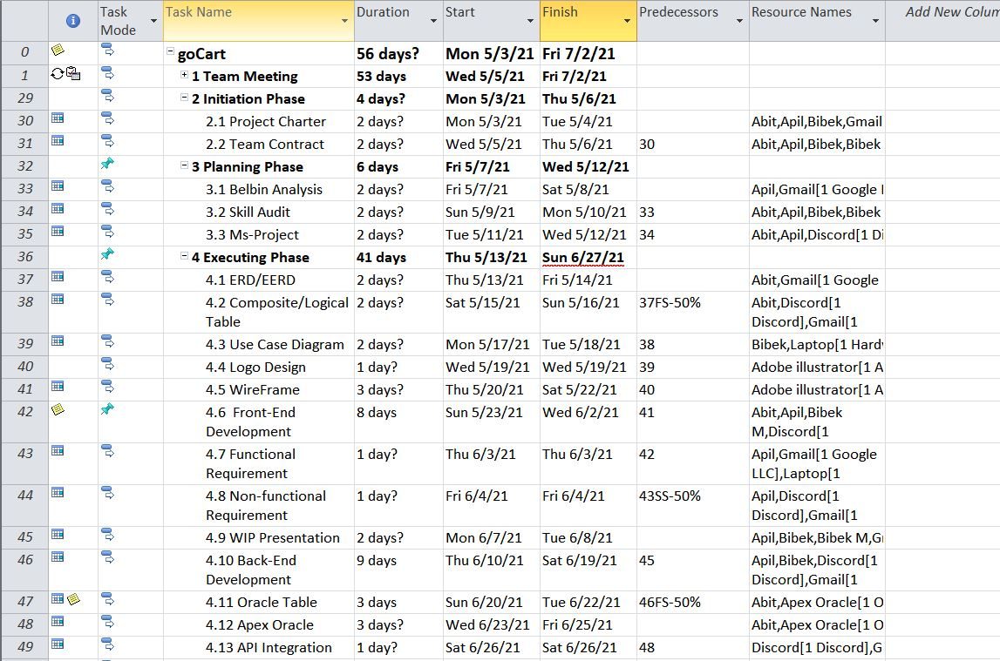 Task Mode Task Name Duration Start Finish Predecessors Resource Names Add New Colum
0 goCart 56 days? Mon 5/3/21 Fri 7/2/21
1 1 Team Meeting 53 days Wed 5/5/21 Fri 7/2/21
29 2 Initiation Phase 4 days? Mon 5/3/21 Thu 5/6/21
30 2.1 Project Charter 2 days? Mon 5/3/21 Tue 5/4/21 Abit,Apil,Bibek,Gmail
31 2.2 Team Contract 2 days? Wed 5/5/21 Thu 5/6/21 30 Abit,Apil,Bibek,Bibek
32 3 Planning Phase 6 days Fri 5/7/21 Wed 5/12/21
33 3.1 Belbin Analysis 2 days? Fri 5/7/21 Sat 5/8/21 Apil,Gmail[1 Google
34 3.2 Skill Audit 2 days? Sun 5/9/21 Mon 5/10/21 33 Abit,Apil,Bibek,Bibek
35 3.3 Ms-Project 2 days? Tue 5/11/21 Wed 5/12/21 34 Abit,Apil,Discord[1 Di
36 4 Executing Phase 41 days Thu 5/13/21 Sun 6/27/21
37 4.1 ERD/EERD 2 days? Thu 5/13/21 Fri 5/14/21 Abit,Gmail[1 Google
38 4.2 Composite/Logical 2 days? Sat 5/15/21 Sun 5/16/21 37FS-50% Abit,Discord[1
Table Discord],Gmail[1
39 4.3 Use Case Diagram 2 days? Mon 5/17/21 Tue 5/18/21 38 Bibek,Laptop[1 Hard
40 4.4 Logo Design 1 day? Wed 5/19/21 Wed 5/19/21 39 Adobe illustrator[1 A
41 4.5 WireFrame 3 days? Thu 5/20/21 Sat 5/22/21 40 Adobe illustrator[1 A
42 4.6 Front-End 8 days Sun 5/23/21 Wed 6/2/21 41 Abit,Apil,Bibek
Development M,Discord[1
43 4.7 Functional 1 day? Thu 6/3/21 Thu 6/3/21 42 Apil,Gmail[1 Google
Requirement LLC],Laptop[1
44 4.8 Non-functional 1 day? Fri 6/4/21 Fri 6/4/21 43SS-50% Apil,Discord[1
Requirement Discord],Gmail[1
45 4.9 WIP Presentation 2 days? Mon 6/7/21 Tue 6/8/21 Apil,Bibek,Bibek M,G
46 4.10 Back-End 9 days Thu 6/10/21 Sat 6/19/21 45 Apil,Bibek,Discord[1
Development Discord],Gmail[1
47 4.11 Oracle Table 3 days Sun 6/20/21 Tue 6/22/21 46FS-50% Abit,Apex Oracle[1 O
48 4.12 Apex Oracle 3 days? Wed 6/23/21 Fri 6/25/21 Abit,Apex Oracle[1 O
49 4.13 API Integration 1 day? Sat 6/26/21 Sat 6/26/21 48 Discord[1 Discord],G